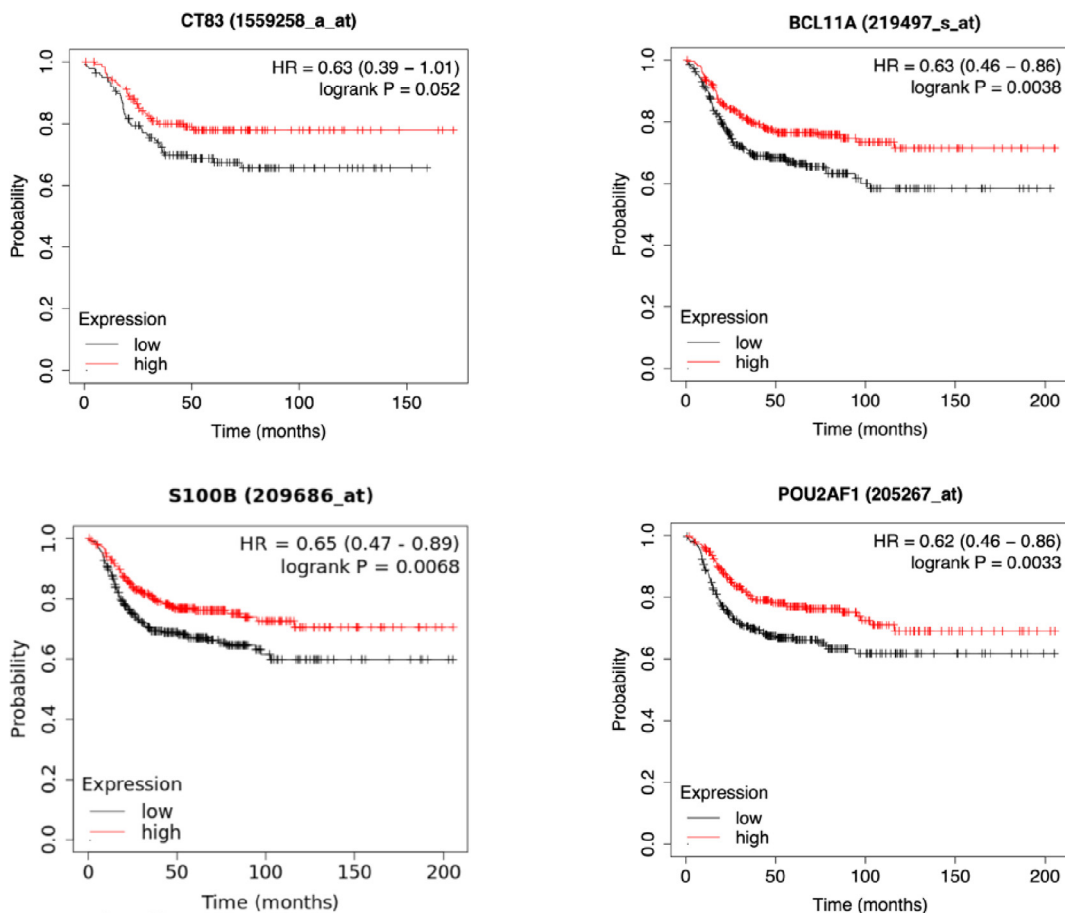 CT83 (1559258_a_at)
HR = 0.63 (0.39 – 1.01)
logrank P = 0.052
Probability
1.0
0.8
0.6
0.4
0.2
0.0
Expression
low
high
0 50 100 150
Time (months)
BCL11A (219497_s_at)
HR = 0.63 (0.46 – 0.86)
logrank P = 0.0038
Probability
1.0
0.8
0.6
0.4
0.2
0.0
Expression
low
high
0 50 100 150 200
Time (months)
S100B (209686_at)
HR = 0.65 (0.47 - 0.89)
logrank P = 0.0068
Probability
1.0
0.8
0.6
0.4
0.2
0.0
Expression
low
high
0 50 100 150 200
Time (months)
POU2AF1 (205267_at)
HR = 0.62 (0.46 – 0.86)
logrank P = 0.0033
Probability
1.0
0.8
0.6
0.4
0.2
0.0
Expression
low
high
0 50 100 150 200
Time (months)